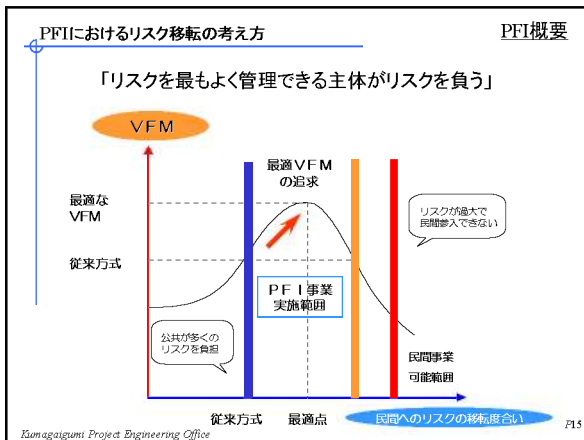 PFIにおけるリスク移転の考え方
PFI概要
「リスクを最もよく管理できる主体がリスクを負う」
VFM
最適VFM
の追求
最適な
VFM
リスクが過大で
民間参入できない
従来方式
PFI事業
実施範囲
公共が多くの
リスクを負担
民間事業
可能範囲
従来方式
最適点
民間へのリスクの移転度合い
Kumagaigumi Project Engineering Office
P15